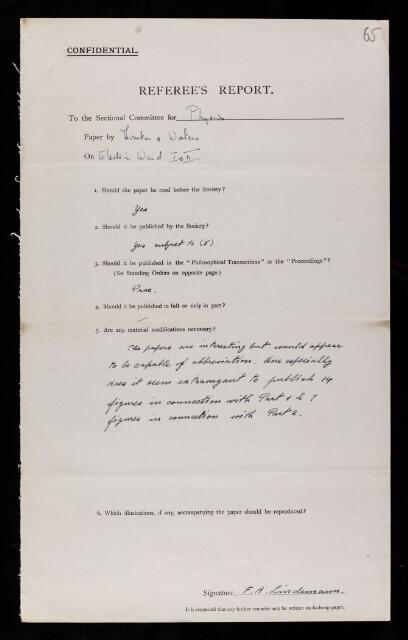 65
CONFIDENTIAL.
REFEREE'S REPORT.
To the Sectional Committee for Physics
Paper by Thornton &
On Electric Wind I & II.
1. Should the paper be read before the Society?
Yes
2. Should it be published by the Society?
Yes subject to (5)
3. Should it be published in the "Philosophical Transactions" or the "Proceedings"?
(See Standing Orders on opposite page.)
Proc.
4. Should it be published in full or only in part?
—
5. Are any material modifications necessary?
The papers are interesting but would appear
to be capable of abbreviation. More especially
does it seem extravagant to publish 14
figures in connection with Part 1 & 7
figures in connection with Part 2.
6. Which illustrations, if any, accompanying the paper should be reproduced?
Signature F. A. Lindemann.
It is requested that any further remarks may be written on foolscap paper.